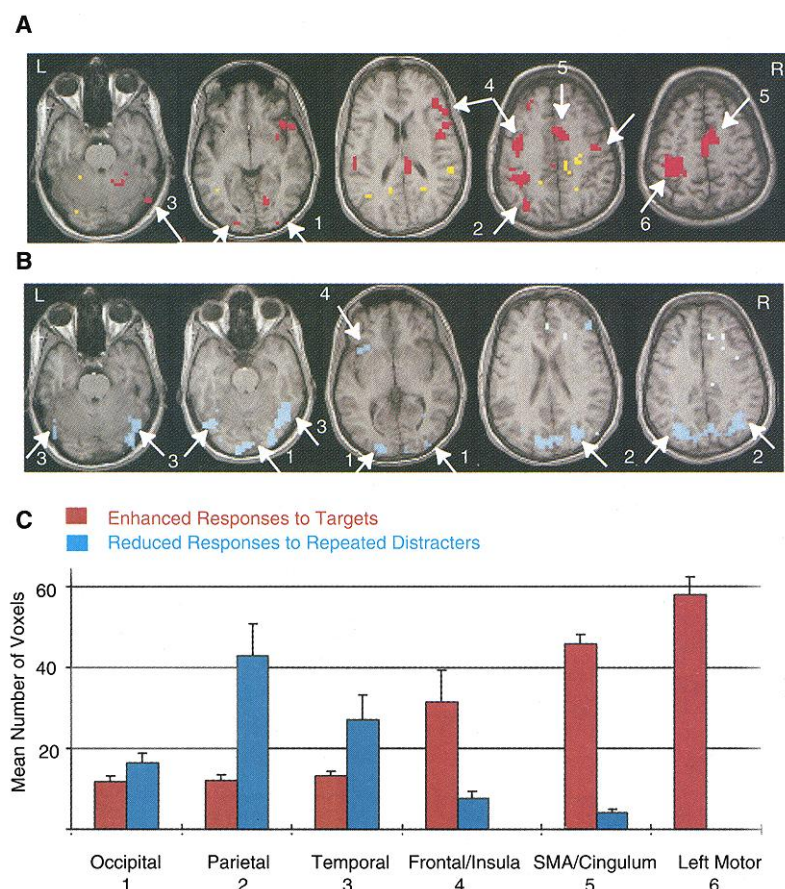 A
L
R
3
1
4
5
2
6
5
B
L
R
3
3
1
3
4
1
1
2
2
C
Enhanced Responses to Targets
Reduced Responses to Repeated Distracters
Mean Number of Voxels
60
40
20
Occipital Parietal Temporal Frontal/Insula SMA/Cingulum Left Motor
1 2 3 4 5 6